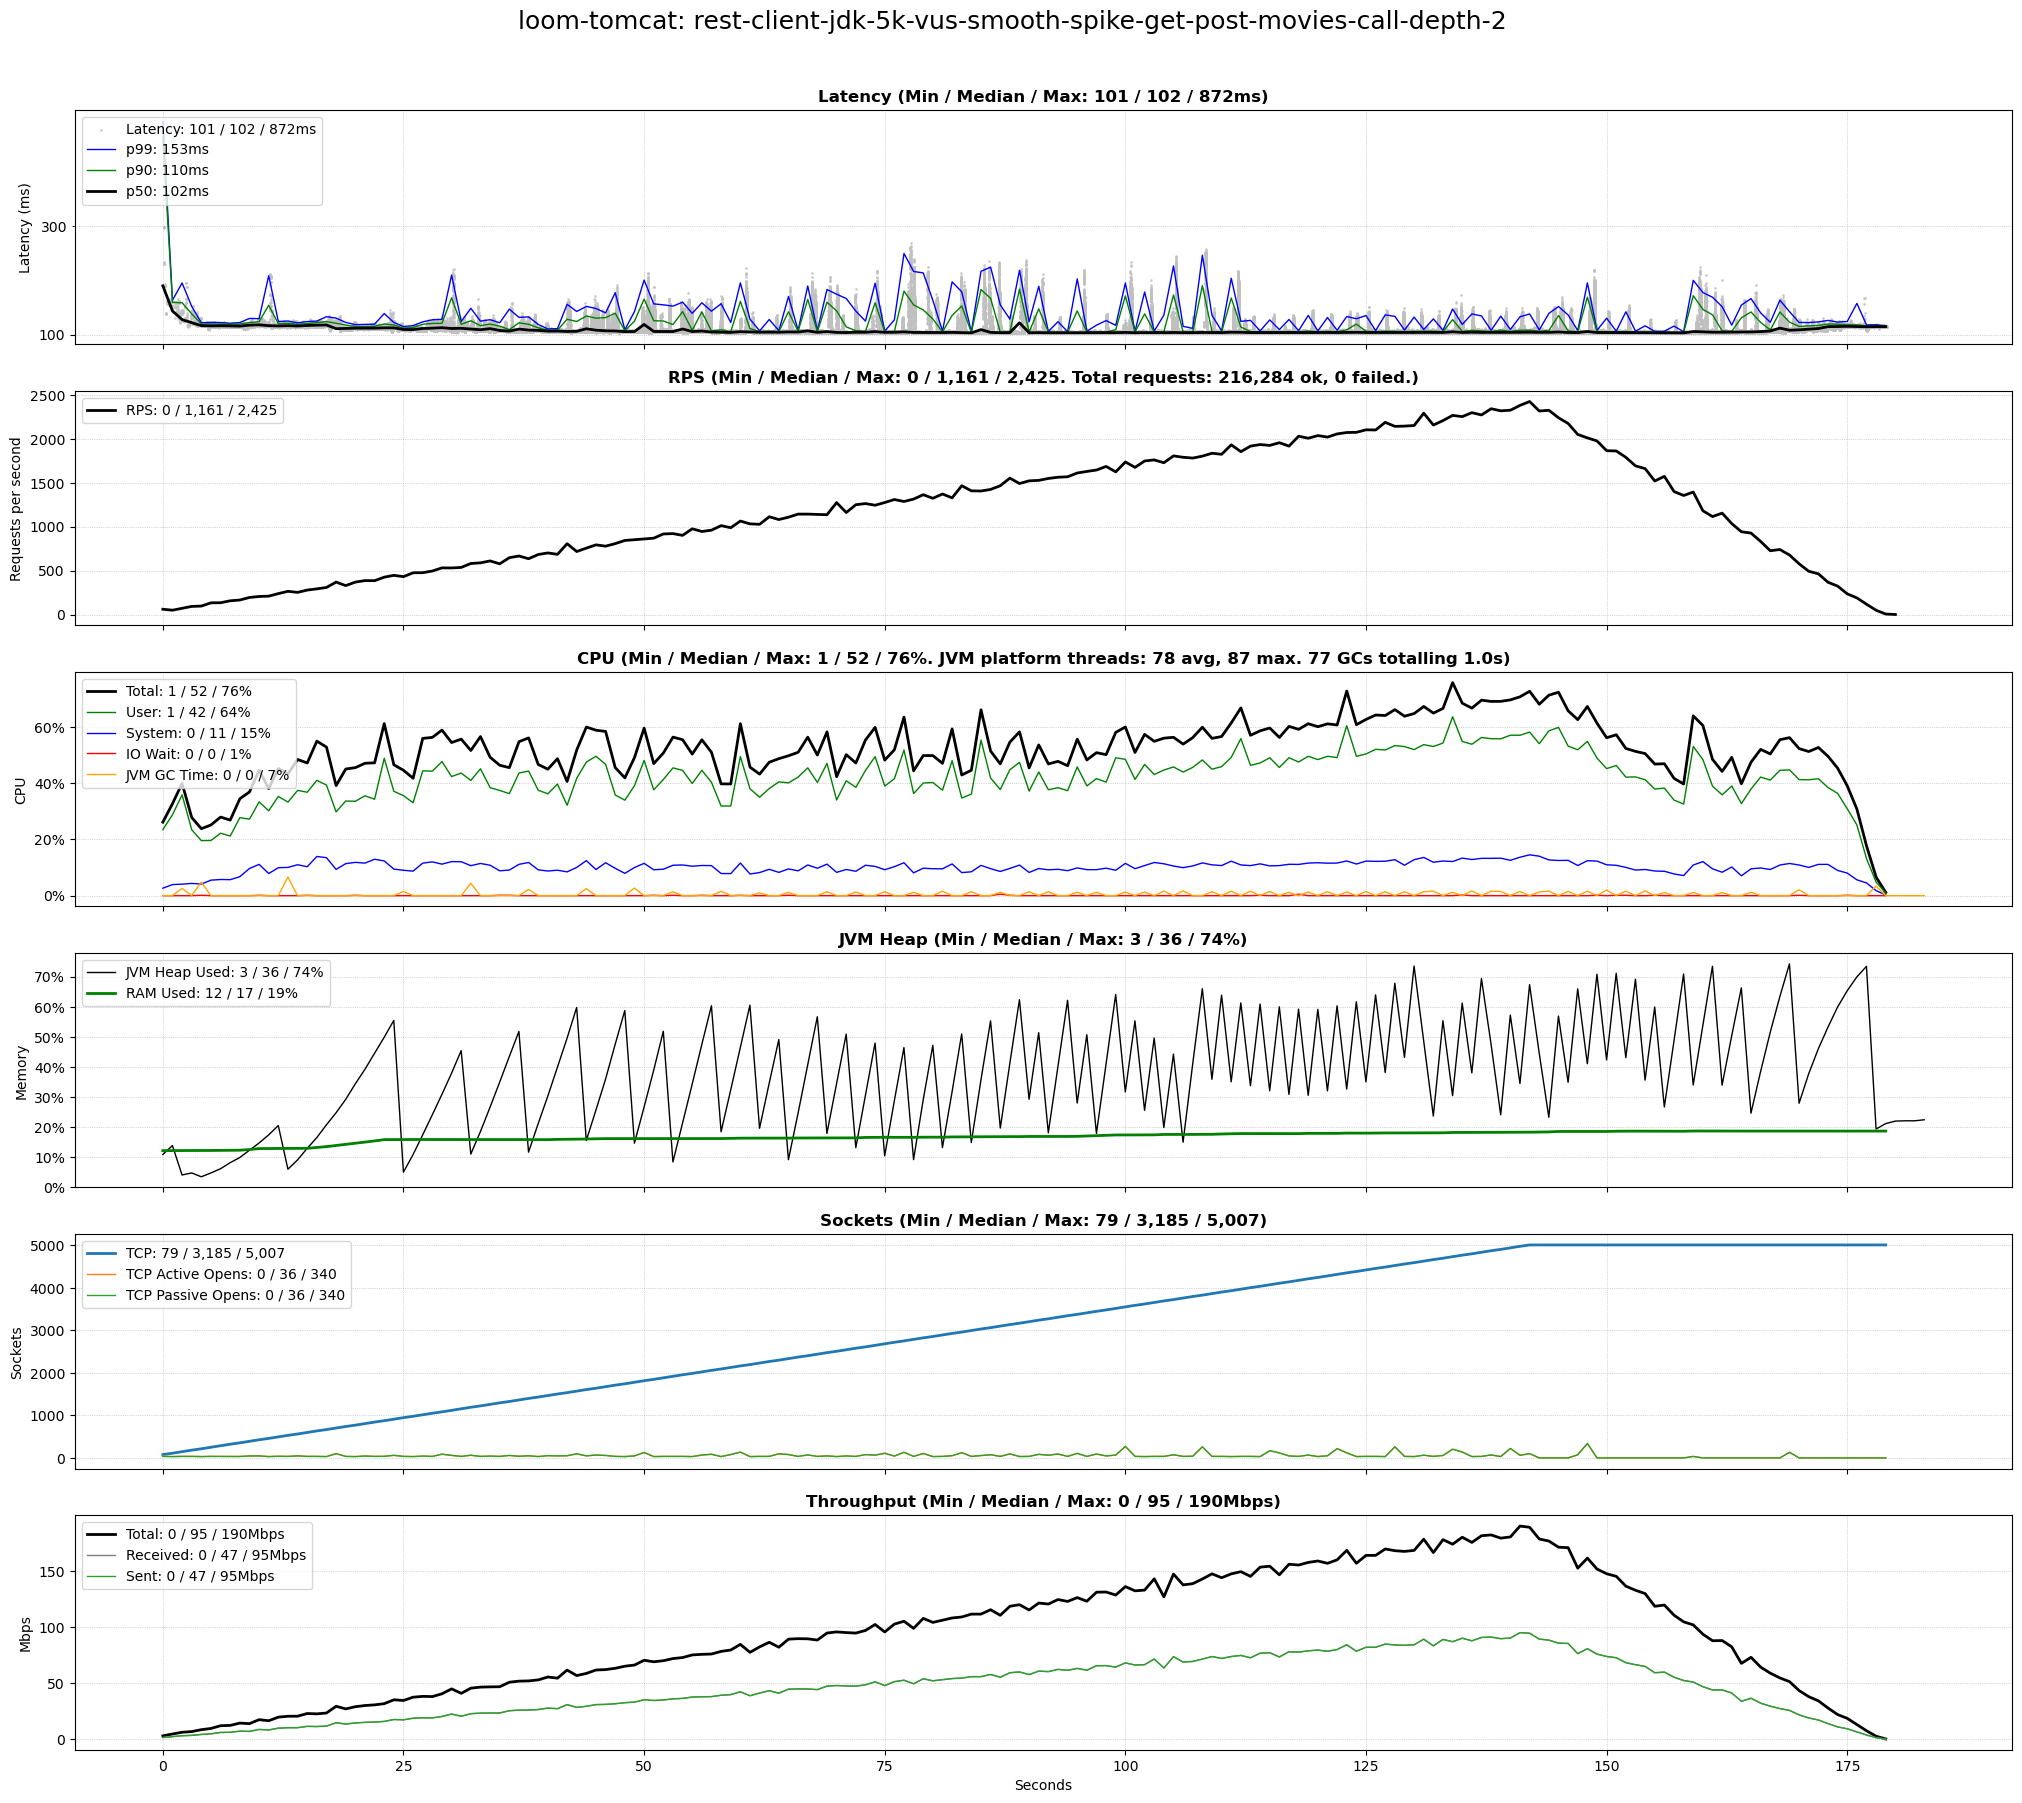 loom-tomcat: rest-client-jdk-5k-vus-smooth-spike-get-post-movies-call-depth-2
Latency (Min / Median / Max: 101 / 102 / 872ms)
Latency: 101 / 102 / 872ms
p99: 153ms
p90: 110ms
p50: 102ms
Latency (ms)
300
100
RPS (Min / Median / Max: 0 / 1,161 / 2,425. Total requests: 216,284 ok, 0 failed.)
RPS: 0 / 1,161 / 2,425
Requests per second
2500
2000
1500
1000
500
0
CPU (Min / Median / Max: 1 / 52 / 76%. JVM platform threads: 78 avg, 87 max. 77 GCs totalling 1.0s)
Total: 1 / 52 / 76%
User: 1 / 42 / 64%
System: 0 / 11 / 15%
IO Wait: 0 / 0 / 1%
JVM GC Time: 0 / 0 / 7%
CPU
60%
40%
20%
0%
JVM Heap (Min / Median / Max: 3 / 36 / 74%)
JVM Heap Used: 3 / 36 / 74%
RAM Used: 12 / 17 / 19%
Memory
70%
60%
50%
40%
30%
20%
10%
0%
Sockets (Min / Median / Max: 79 / 3,185 / 5,007)
TCP: 79 / 3,185 / 5,007
TCP Active Opens: 0 / 36 / 340
TCP Passive Opens: 0 / 36 / 340
Sockets
5000
4000
3000
2000
1000
0
Throughput (Min / Median / Max: 0 / 95 / 190Mbps)
Total: 0 / 95 / 190Mbps
Received: 0 / 47 / 95Mbps
Sent: 0 / 47 / 95Mbps
Mbps
150
100
50
0
0 25 50 75 100 125 150 175
Seconds